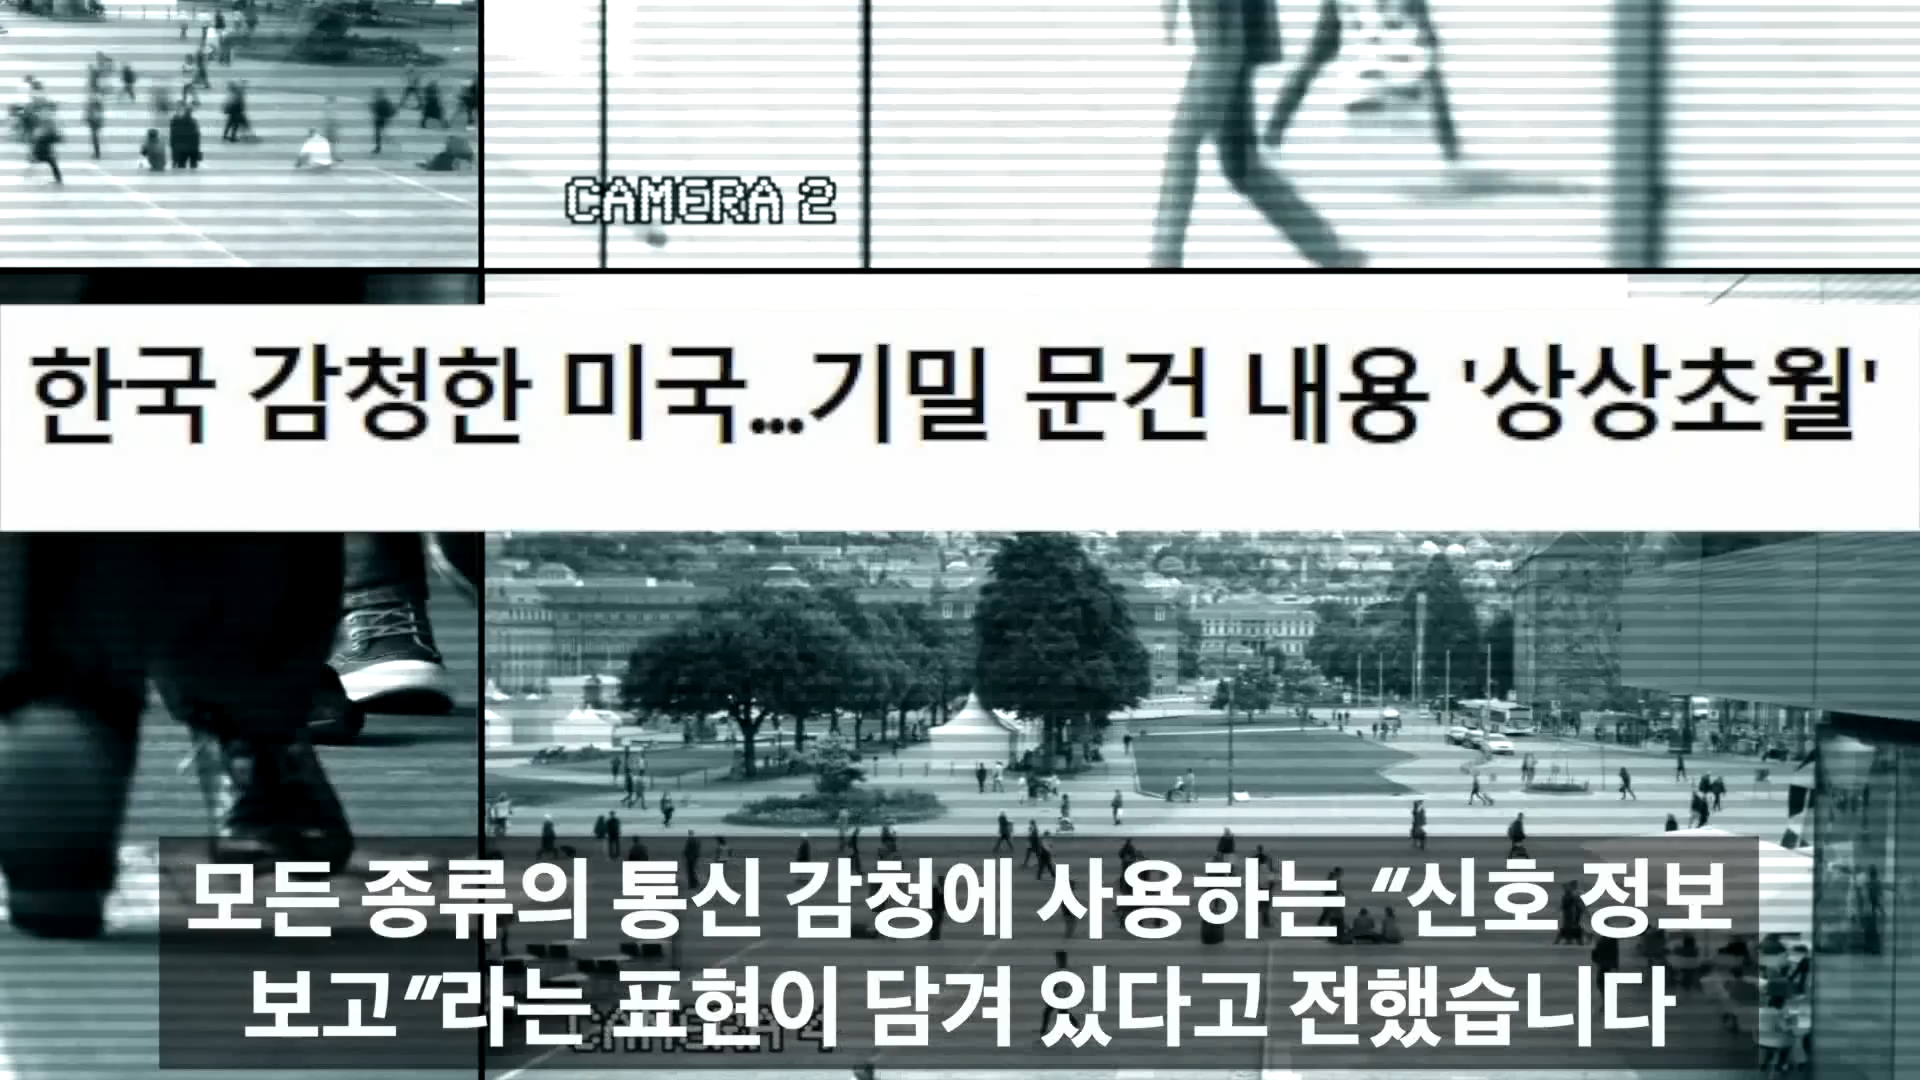 CAMERA 2
한국 감청한 미국...기밀 문건 내용 '상상초월'
모든 종류의 통신 감청에 사용하는 "신호 정보
보고"라는 표현이 담겨 있다고 전했습니다
CAMERA 4